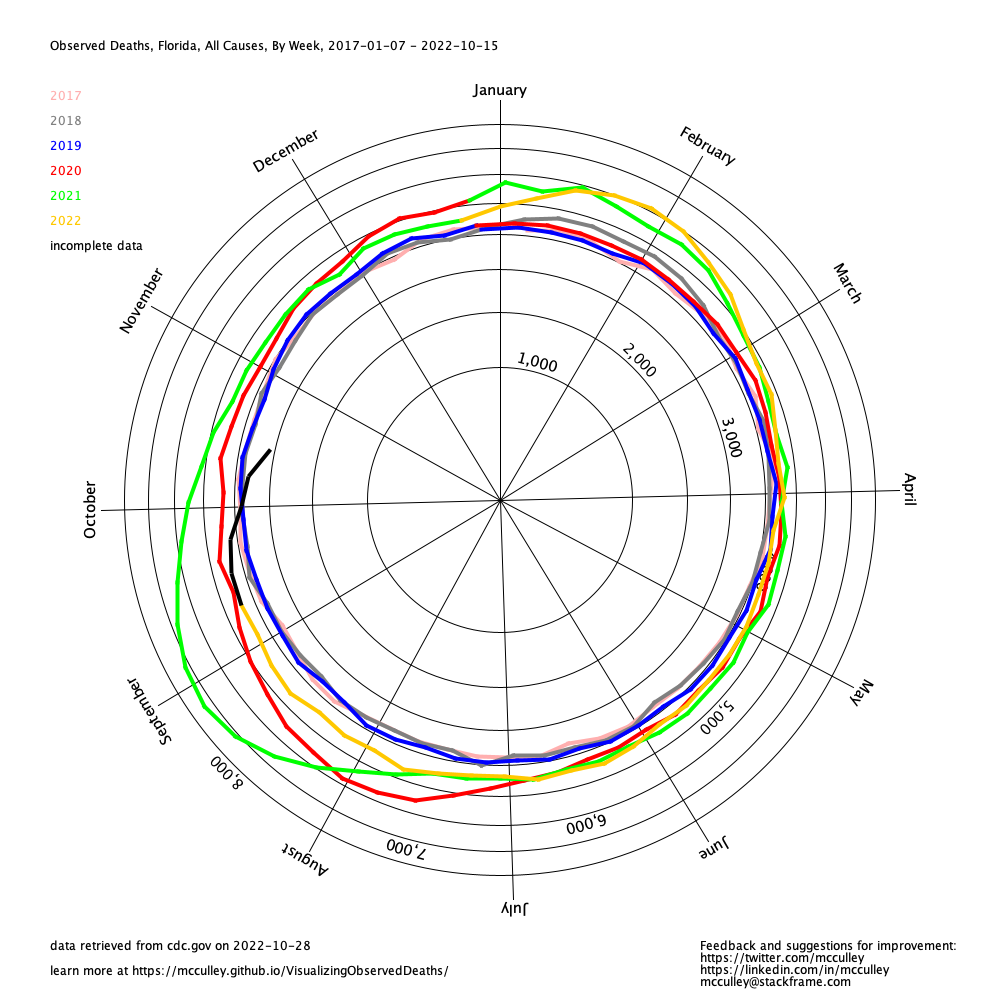 Observed Deaths, Florida, All Causes, By Week, 2017-01-07 - 2022-10-15
2017
2018
2019
2020
2021
2022
incomplete data
January
February
March
April
May
June
July
August
September
October
November
December
1,000
2,000
3,000
5,000
6,000
7,000
8,000
data retrieved from cdc.gov on 2022-10-28
learn more at https://mcculley.github.io/VisualizingObservedDeaths/
Feedback and suggestions for improvement:
https://twitter.com/mcculley
https://linkedin.com/in/mcculley
mcculley@stackframe.com